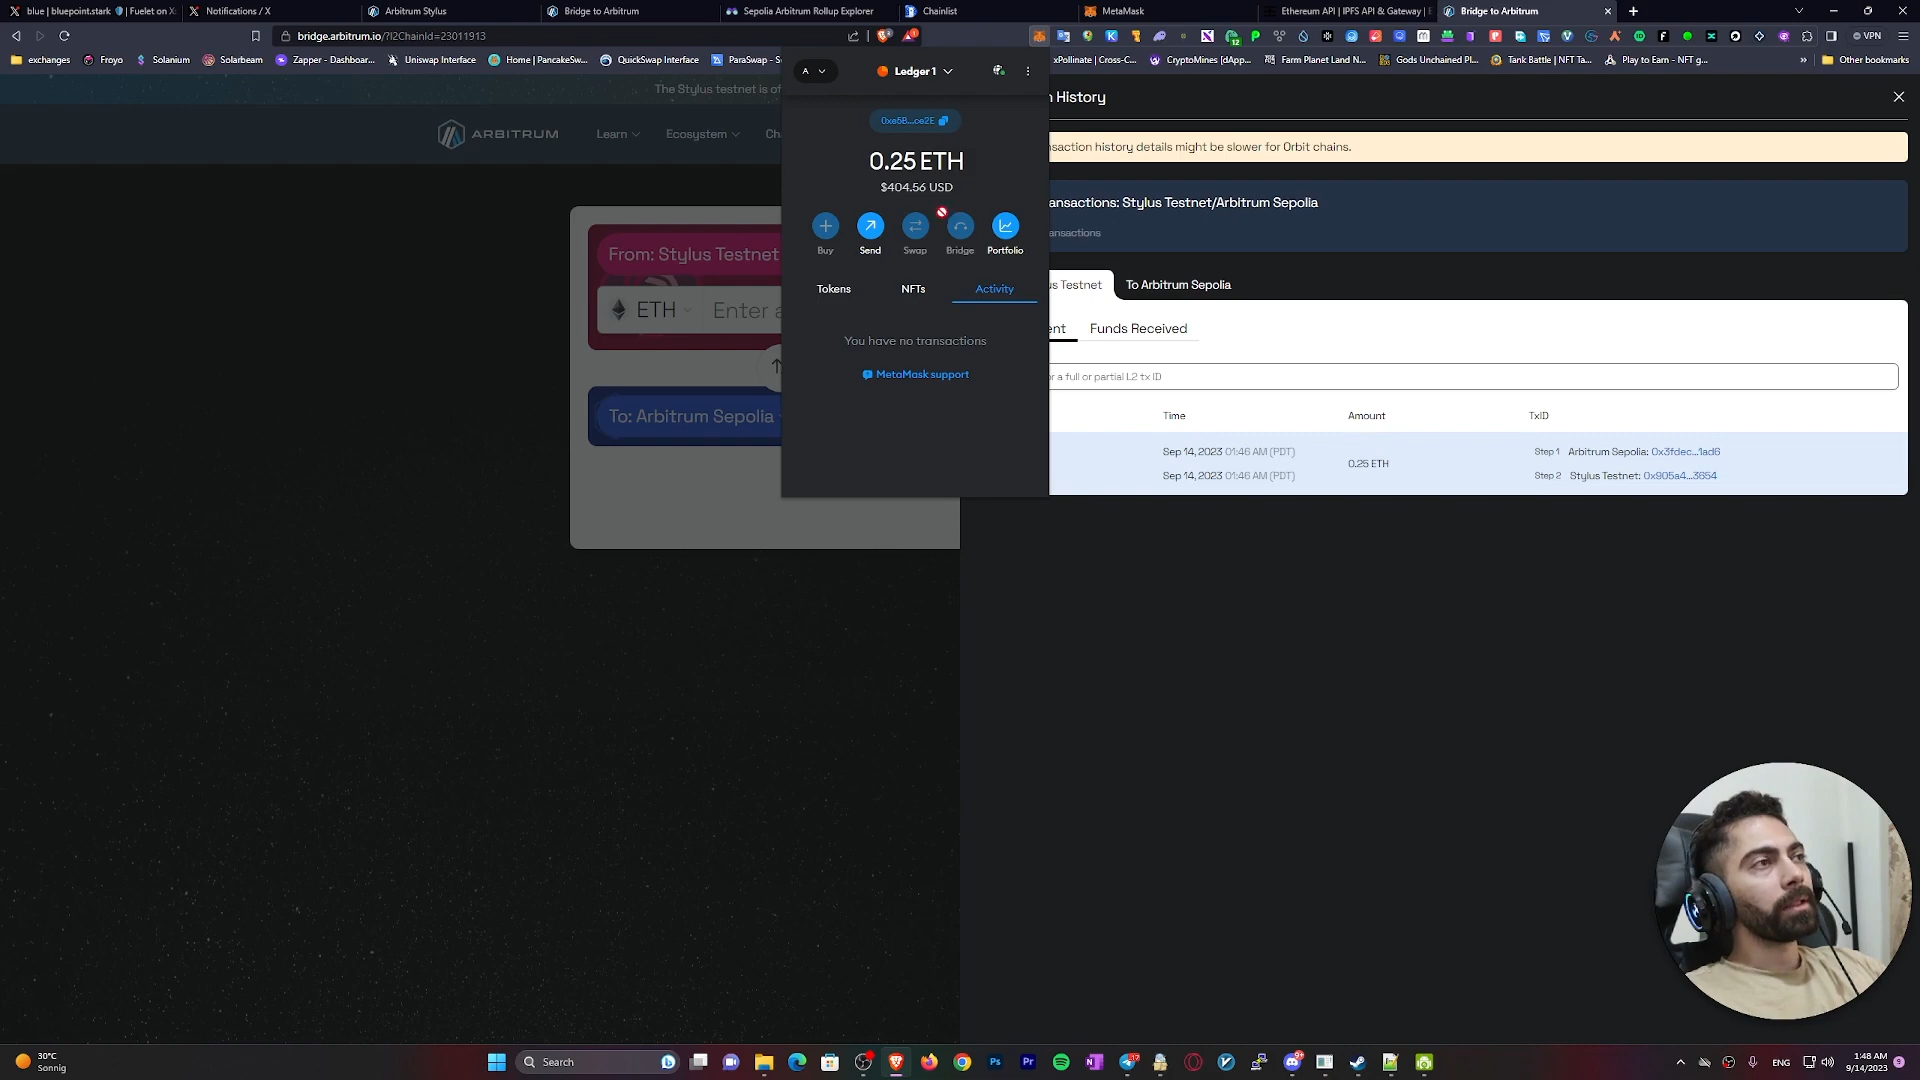 blue | bluepoint.stark
| Fuelet on X:
Notifications / X
Arbitrum Stylus
Bridge to Arbitrum
Sepolia Arbitrum Rollup Explorer
Chainlist
MetaMask
Ethereum API | IPFS API & Gateway |
Bridge to Arbitrum
bridge.arbitrum.io/?l2ChainId=23011913
VPN
exchanges
Froyo
Solanium
Solarbeam
Zapper - Dashboar...
Uniswap Interface
Home | PancakeSw...
QuickSwap Interface
ParaSwap - S
xPollinate | Cross-C...
CryptoMines [dApp...
Farm Planet Land N...
Gods Unchained Pl...
Tank Battle | NFT Ta...
Play to Earn - NFT g...
Other bookmarks
The Stylus testnet is of
ARBITRUM
Learn
Ecosystem
Ch
From: Stylus Testnet
ETH
Enter a
To: Arbitrum Sepolia
A
Ledger 1
0xe5B...ce2E
0.25 ETH
$404.56 USD
Buy
Send
Swap
Bridge
Portfolio
Tokens
NFTs
Activity
You have no transactions
MetaMask support
n History
saction history details might be slower for Orbit chains.
ansactions: Stylus Testnet/Arbitrum Sepolia
ansactions
us Testnet
To Arbitrum Sepolia
ent
Funds Received
r a full or partial L2 tx ID
Time
Amount
TxID
Sep 14, 2023 01:46 AM (PDT)
Step 1 Arbitrum Sepolia: 0x3fdec...1ad6
0.25 ETH
Sep 14, 2023 01:46 AM (PDT)
Step 2 Stylus Testnet: 0x905a4...3654
30°C
Sonnig
Search
ENG
1:48 AM
9/14/2023